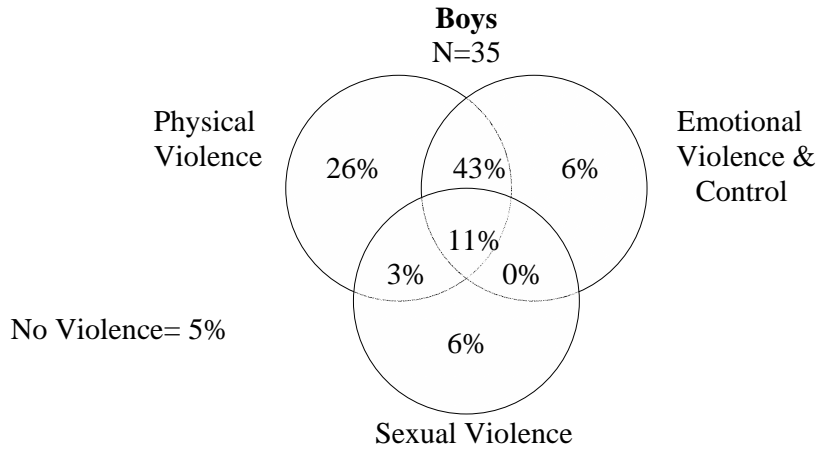 Boys
N=35
Physical
Violence
Emotional
Violence &
Control
26%
43%
6%
11%
3%
0%
No Violence= 5%
6%
Sexual Violence